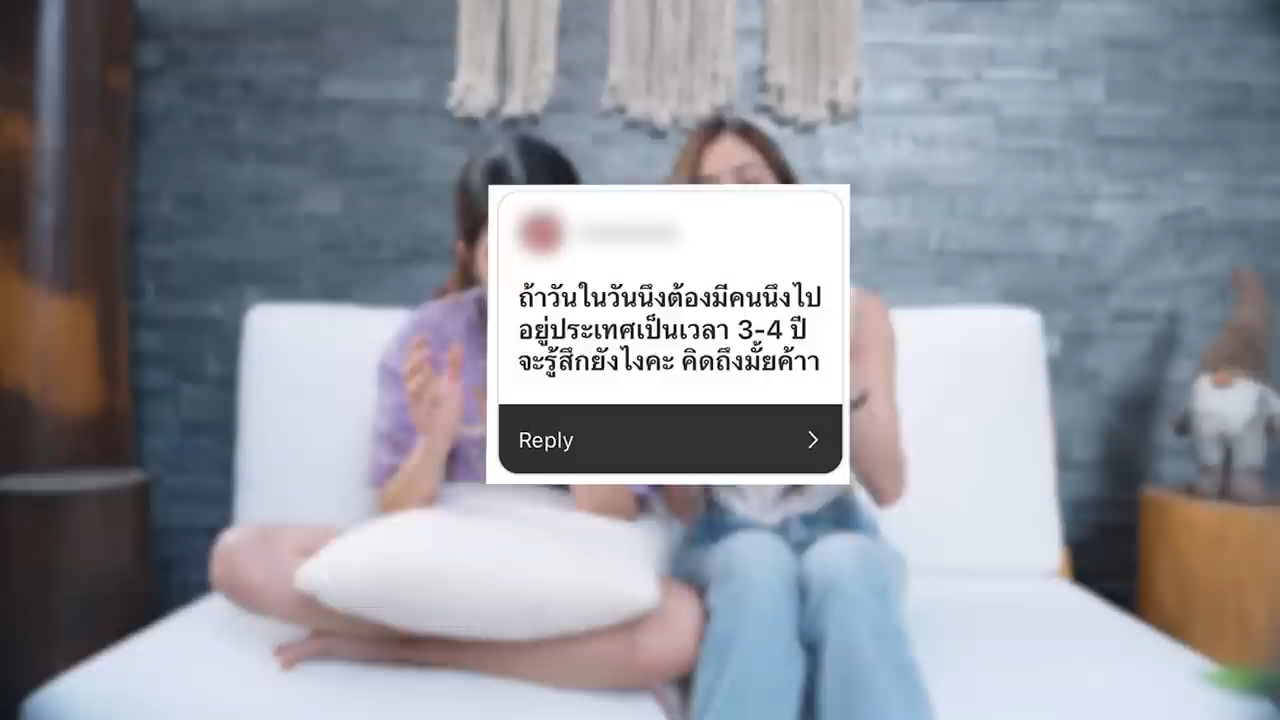 ถ้าวันในวันนึงต้องมีคนนึงไป
อยู่ประเทศเป็นเวลา 3-4 ปี
จะรู้สึกยังไงคะ คิดถึงมั้ยค้าา
Reply